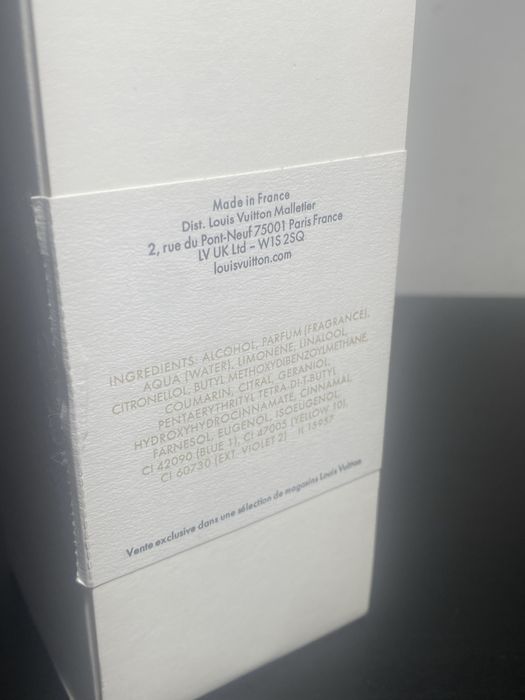 Made in France
Dist. Louis Vuitton Malletier
2, rue du Pont-Neuf 75001 Paris France
LV UK Ltd – W1S 2SQ
louisvuitton.com
INGREDIENTS: ALCOHOL, PARFUM (FRAGRANCE),
AQUA (WATER), LIMONENE, LINALOOL,
CITRONELLOL, BUTYL METHOXYDIBENZOYLMETHANE,
COUMARIN, CITRAL, GERANIOL,
PENTAERYTHRITYL TETRA-DI-T-BUTYL
HYDROXYHYDROCINNAMATE, CINNAMAL,
FARNESOL, EUGENOL, ISOEUGENOL,
CI 42090 (BLUE 1), CI 47005 (YELLOW 10),
CI 60730 (EXT. VIOLET 2) - IL 15957
Vente exclusive dans une sélection de magasins Louis Vuitton